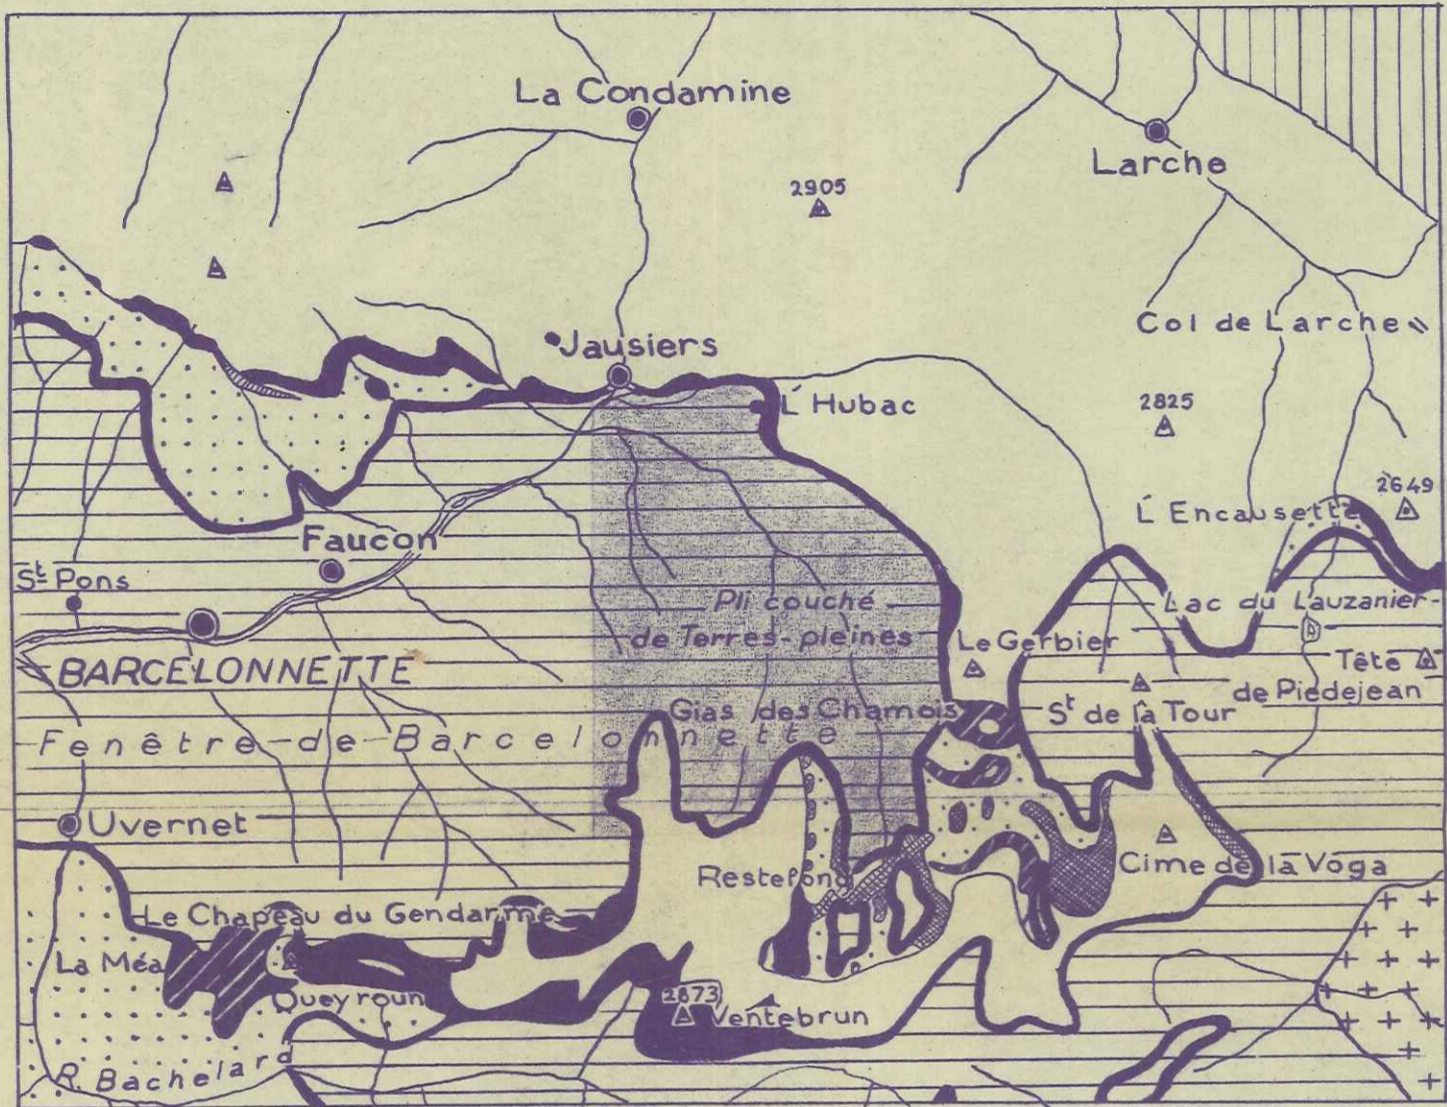 La Condamine
Larche
2905
Col de Larche
Jausiers
L'Hubac
2825
2649
L'Encausette
Faucon
St Pons
Pli couché
de Terres-pleines
Lac du Lauzanier
Le Gerbier
BARCELONNETTE
Tête
de Piedejean
Gias des Chamois
St de la Tour
Fenêtre de Barcelonnette
Uvernet
Restefond
Cime de la Voga
Le Chapeau du Gendarme
La Méa
Queyroun
2873
Ventebrun
R. Bachelard